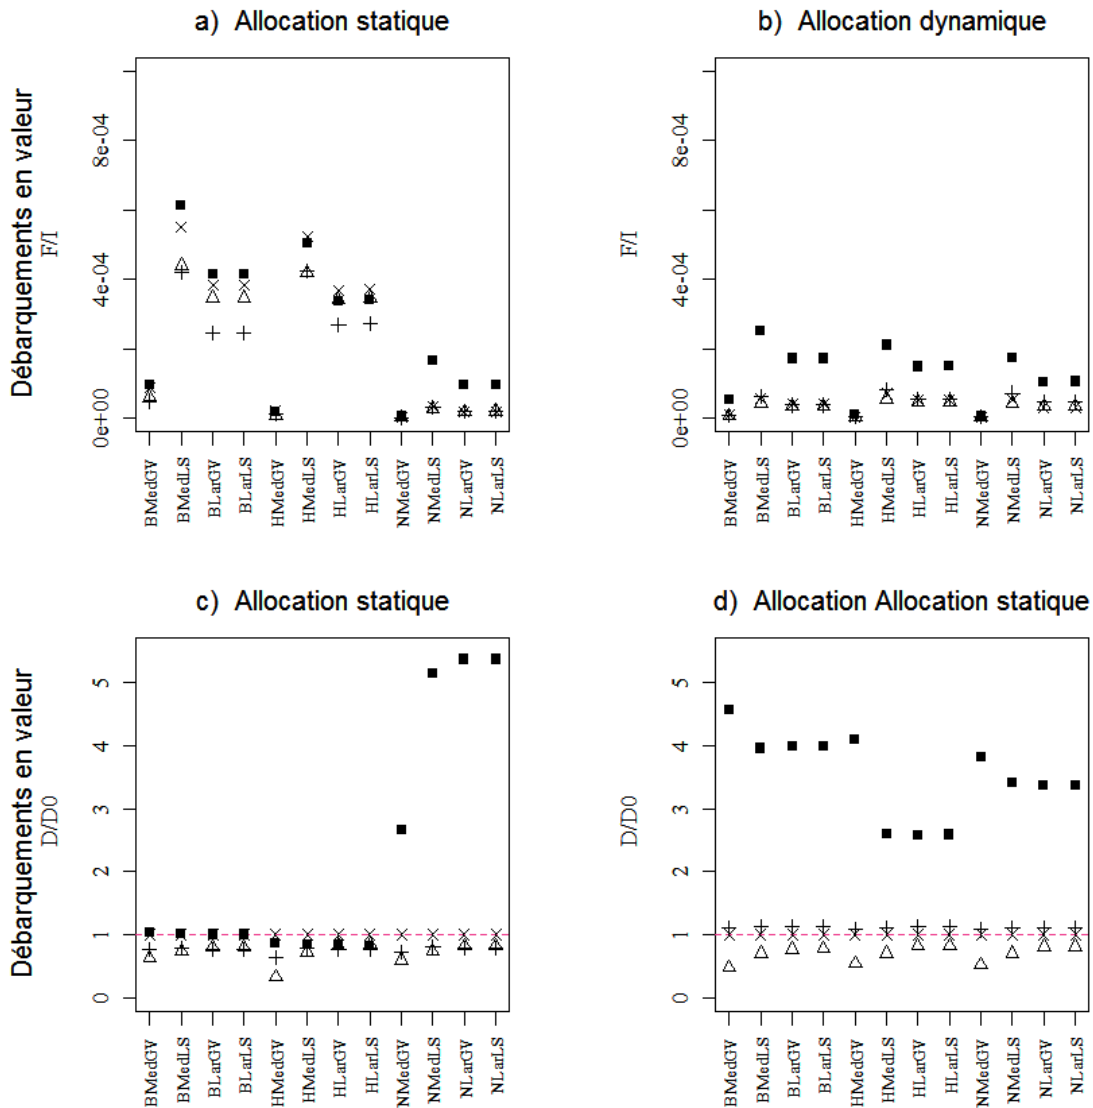 a) Allocation statique
b) Allocation dynamique
Débarquements en valeur
F/I
8e-04
4e-04
0e+00
BMedGV
BMedLS
BLarGV
BLarLS
HMedGV
HMedLS
HLarGV
HLarLS
NMedGV
NMedLS
NLarGV
NLarLS
F/I
8e-04
4e-04
0e+00
BMedGV
BMedLS
BLarGV
BLarLS
HMedGV
HMedLS
HLarGV
HLarLS
NMedGV
NMedLS
NLarGV
NLarLS
c) Allocation statique
d) Allocation Allocation statique
Débarquements en valeur
D/D0
5
4
3
2
1
0
BMedGV
BMedLS
BLarGV
BLarLS
HMedGV
HMedLS
HLarGV
HLarLS
NMedGV
NMedLS
NLarGV
NLarLS
D/D0
5
4
3
2
1
0
BMedGV
BMedLS
BLarGV
BLarLS
HMedGV
HMedLS
HLarGV
HLarLS
NMedGV
NMedLS
NLarGV
NLarLS